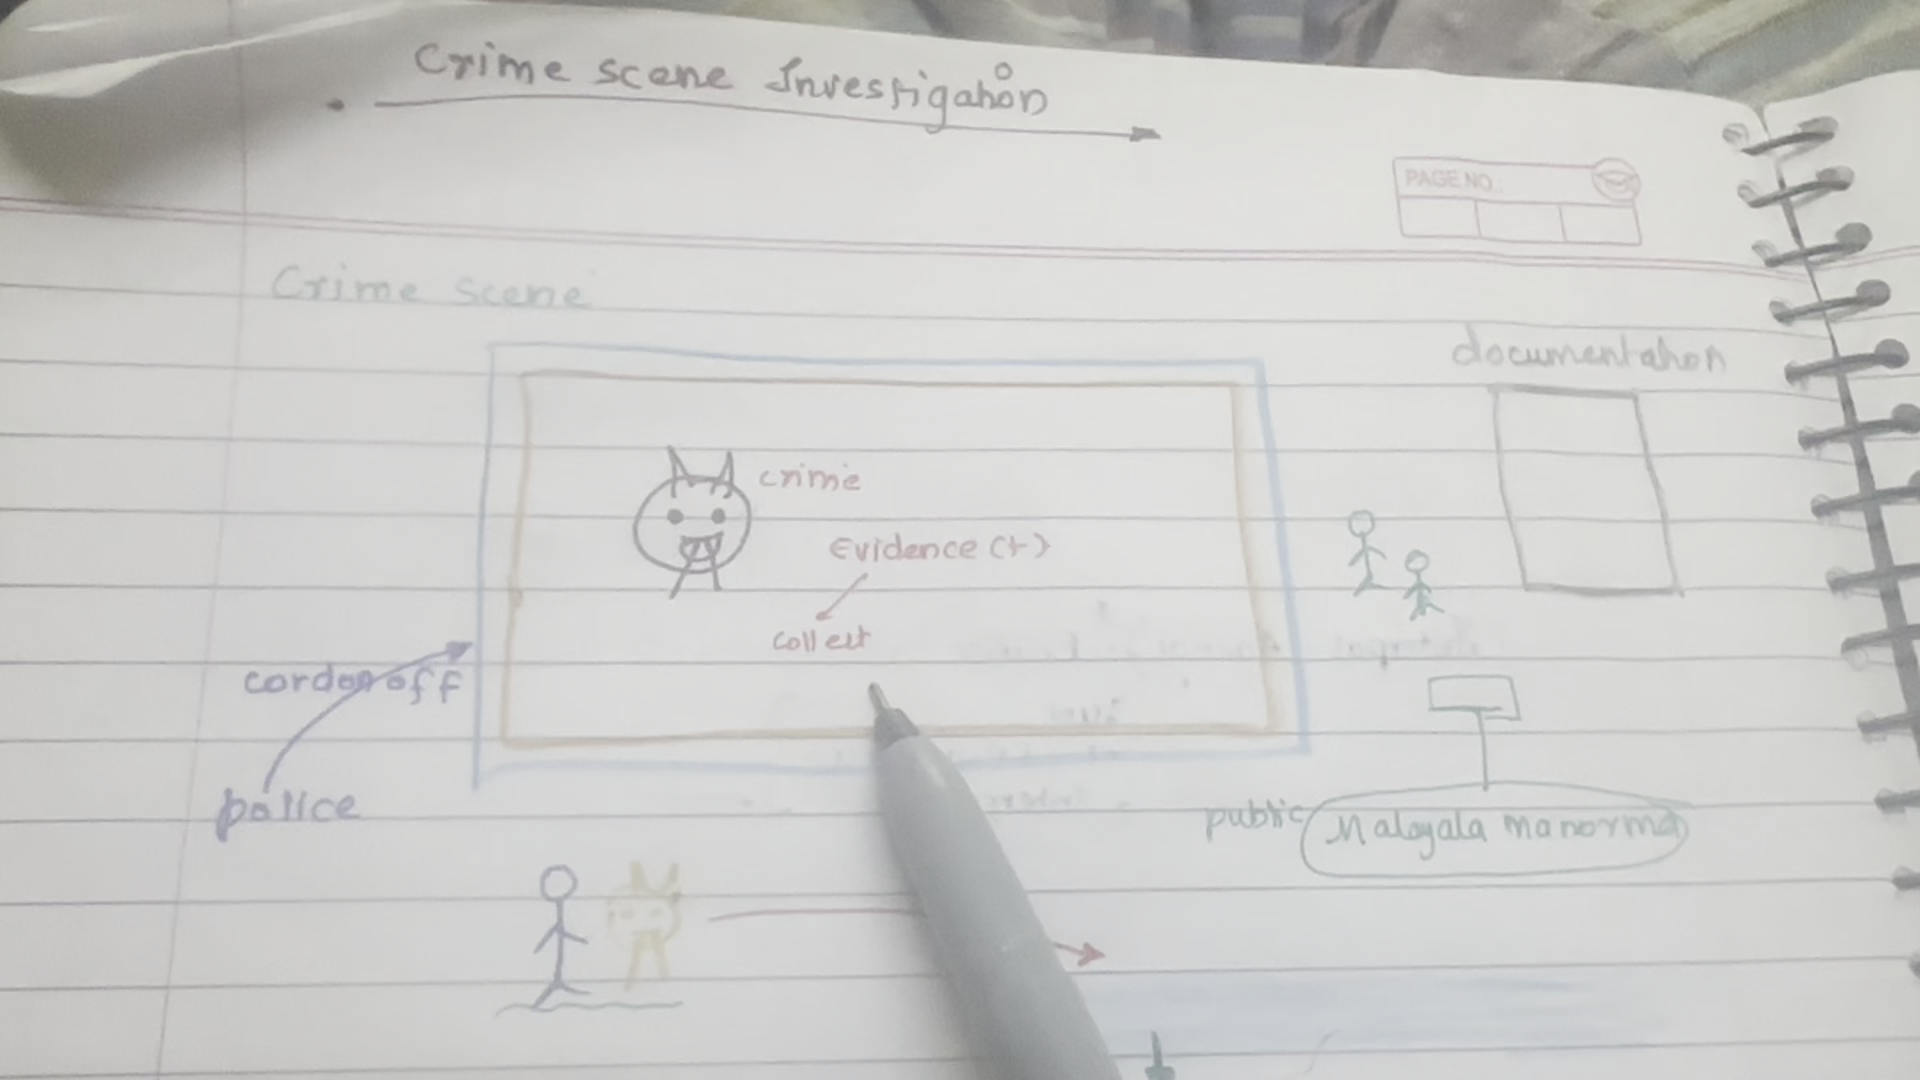 Crime scene Investigation
PAGE NO.:
Crime scene
documentation
crime
Evidence (+)
collect
cordon off
police
public Malayala manorma